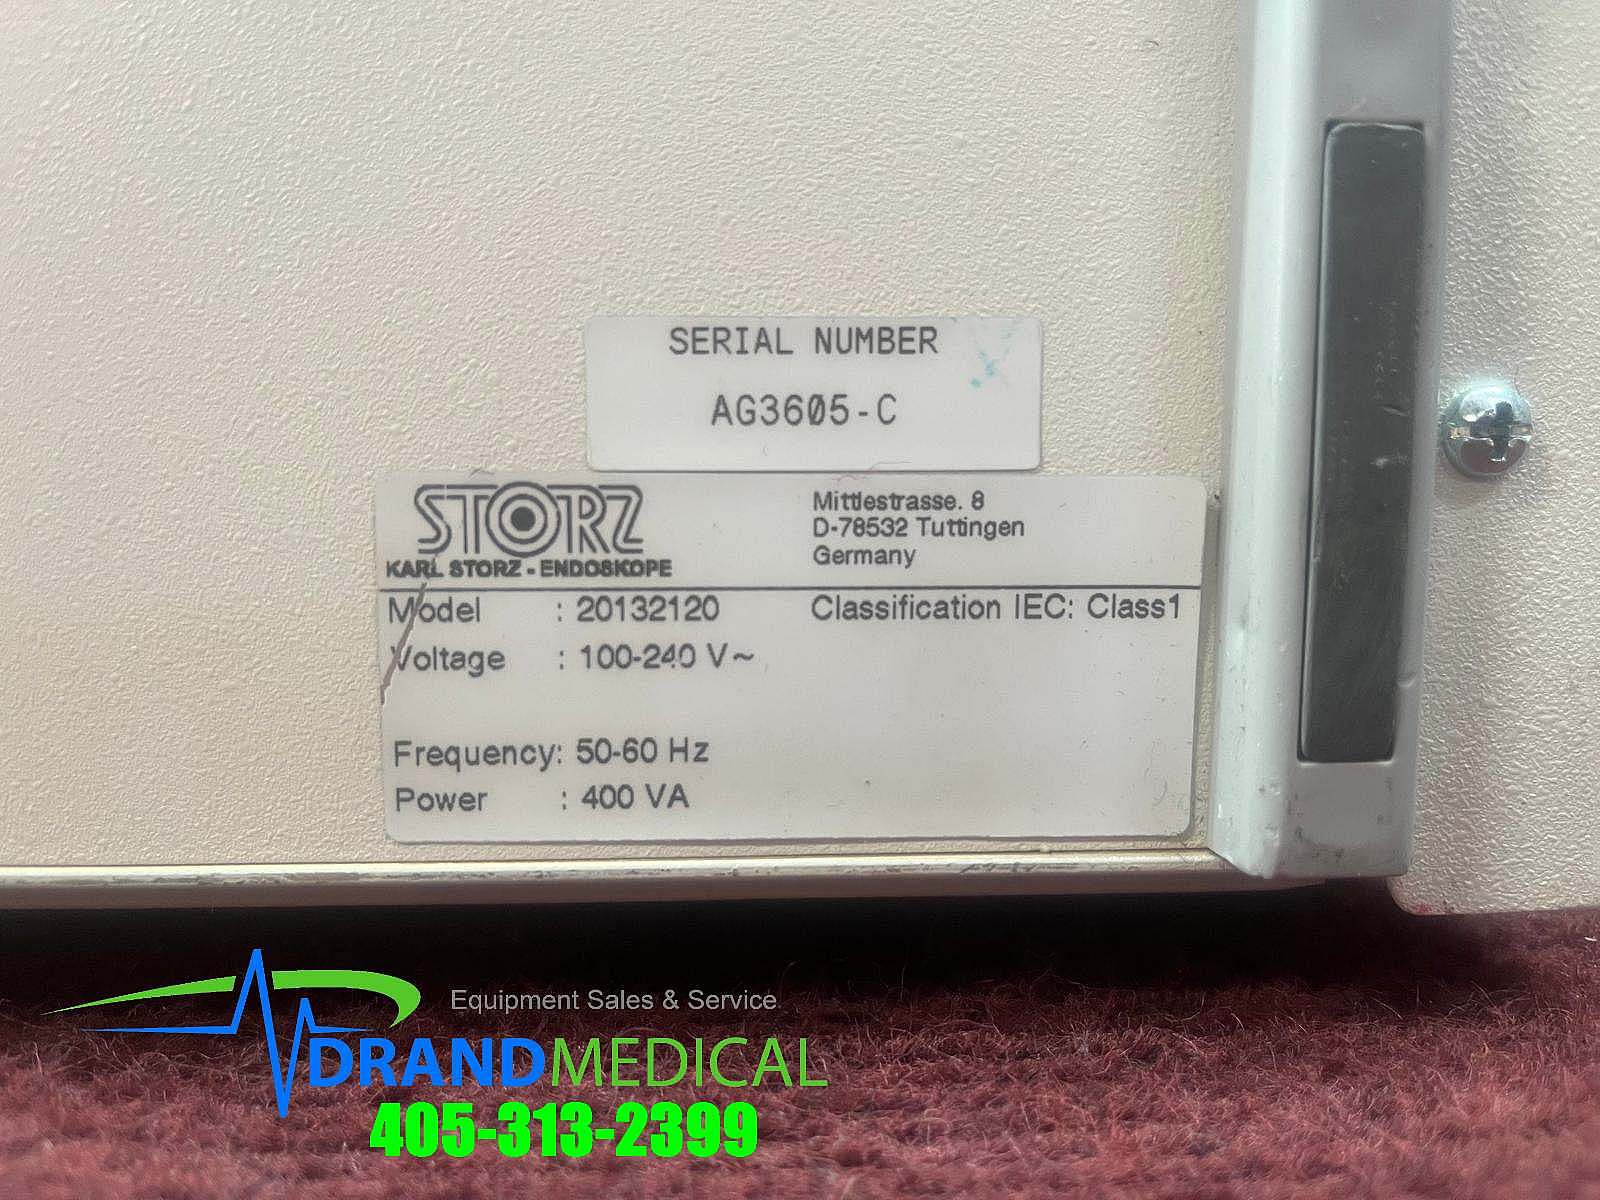 SERIAL NUMBER
AG3605-C
STORZ
KARL STORZ - ENDOSKOPE
Mittlestrasse. 8
D-78532 Tuttingen
Germany
Model : 20132120 Classification IEC: Class1
Voltage : 100-240 V~
Frequency: 50-60 Hz
Power : 400 VA
Equipment Sales & Service
DRANDMEDICAL
405-313-2399